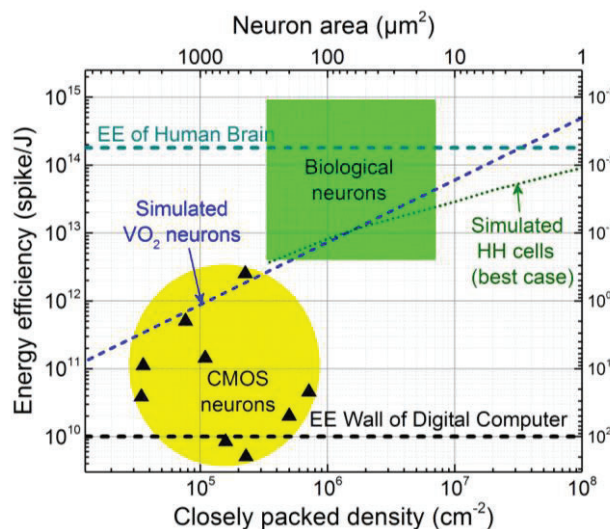 Neuron area (μm²)
1000 100 10 1
10¹⁵
10¹⁴
10¹³
10¹²
10¹¹
10¹⁰
Energy efficiency (spike/J)
EE of Human Brain
Biological
neurons
Simulated
VO₂ neurons
Simulated
HH cells
(best case)
CMOS
neurons
EE Wall of Digital Computer
10⁰
10²
10⁵ 10⁶ 10⁷ 10⁸
Closely packed density (cm⁻²)